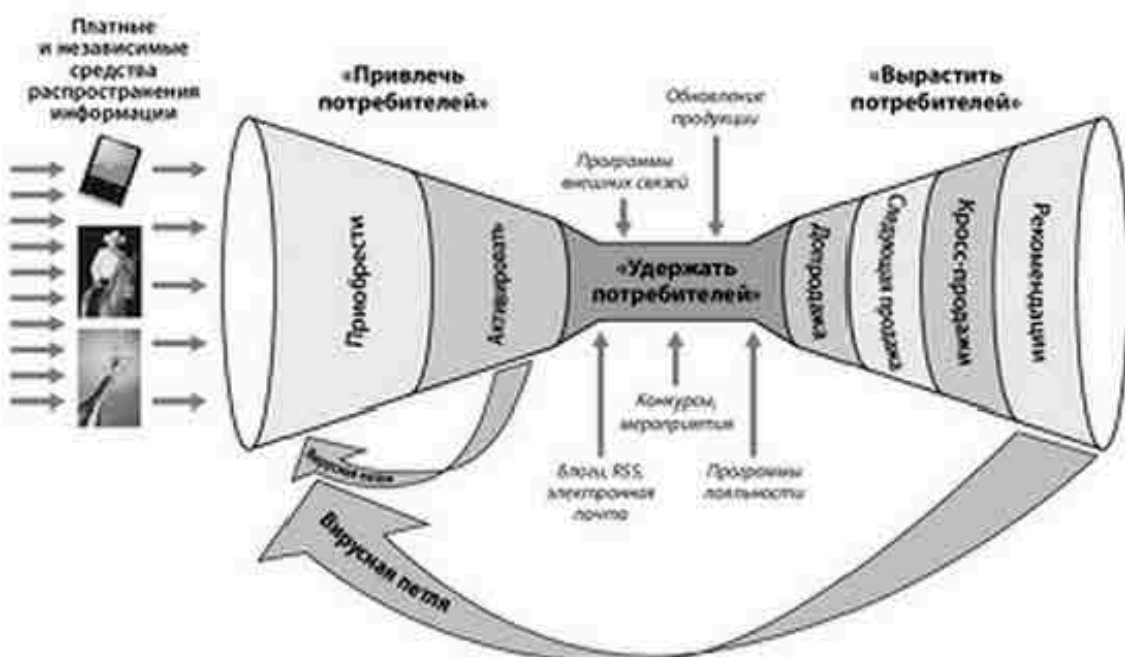 Платные
и независимые
средства
распространения
информации
«Привлечь
потребителей»
Обновление
продукции
«Вырастить
потребителей»
Программы
внешних связей
Приобрести
Активировать
«Удержать
потребителей»
Допродажа
Следующая продажа
Кросс-продажи
Рекомендации
Конкурсы,
мероприятия
Блоги, RSS,
электронная
почта
Программы
лояльности
Вирусная петля
Вирусная петля